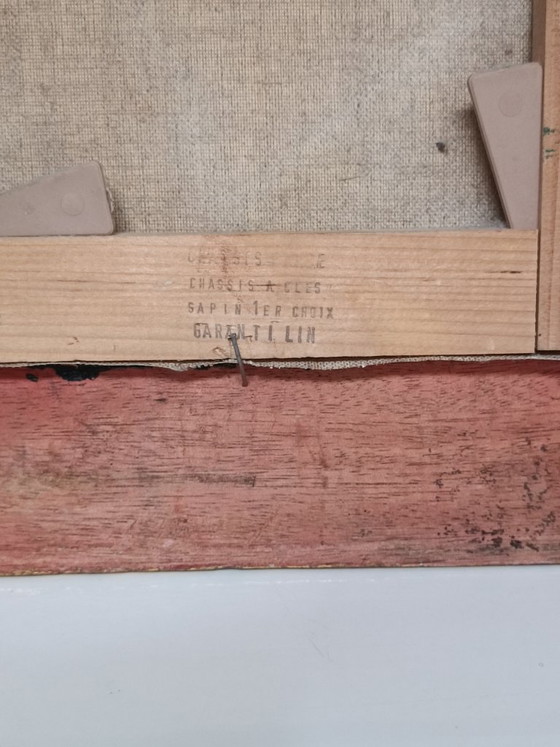 CHASSIS A CLES
SAPIN 1ER CHOIX
GARANTI LIN